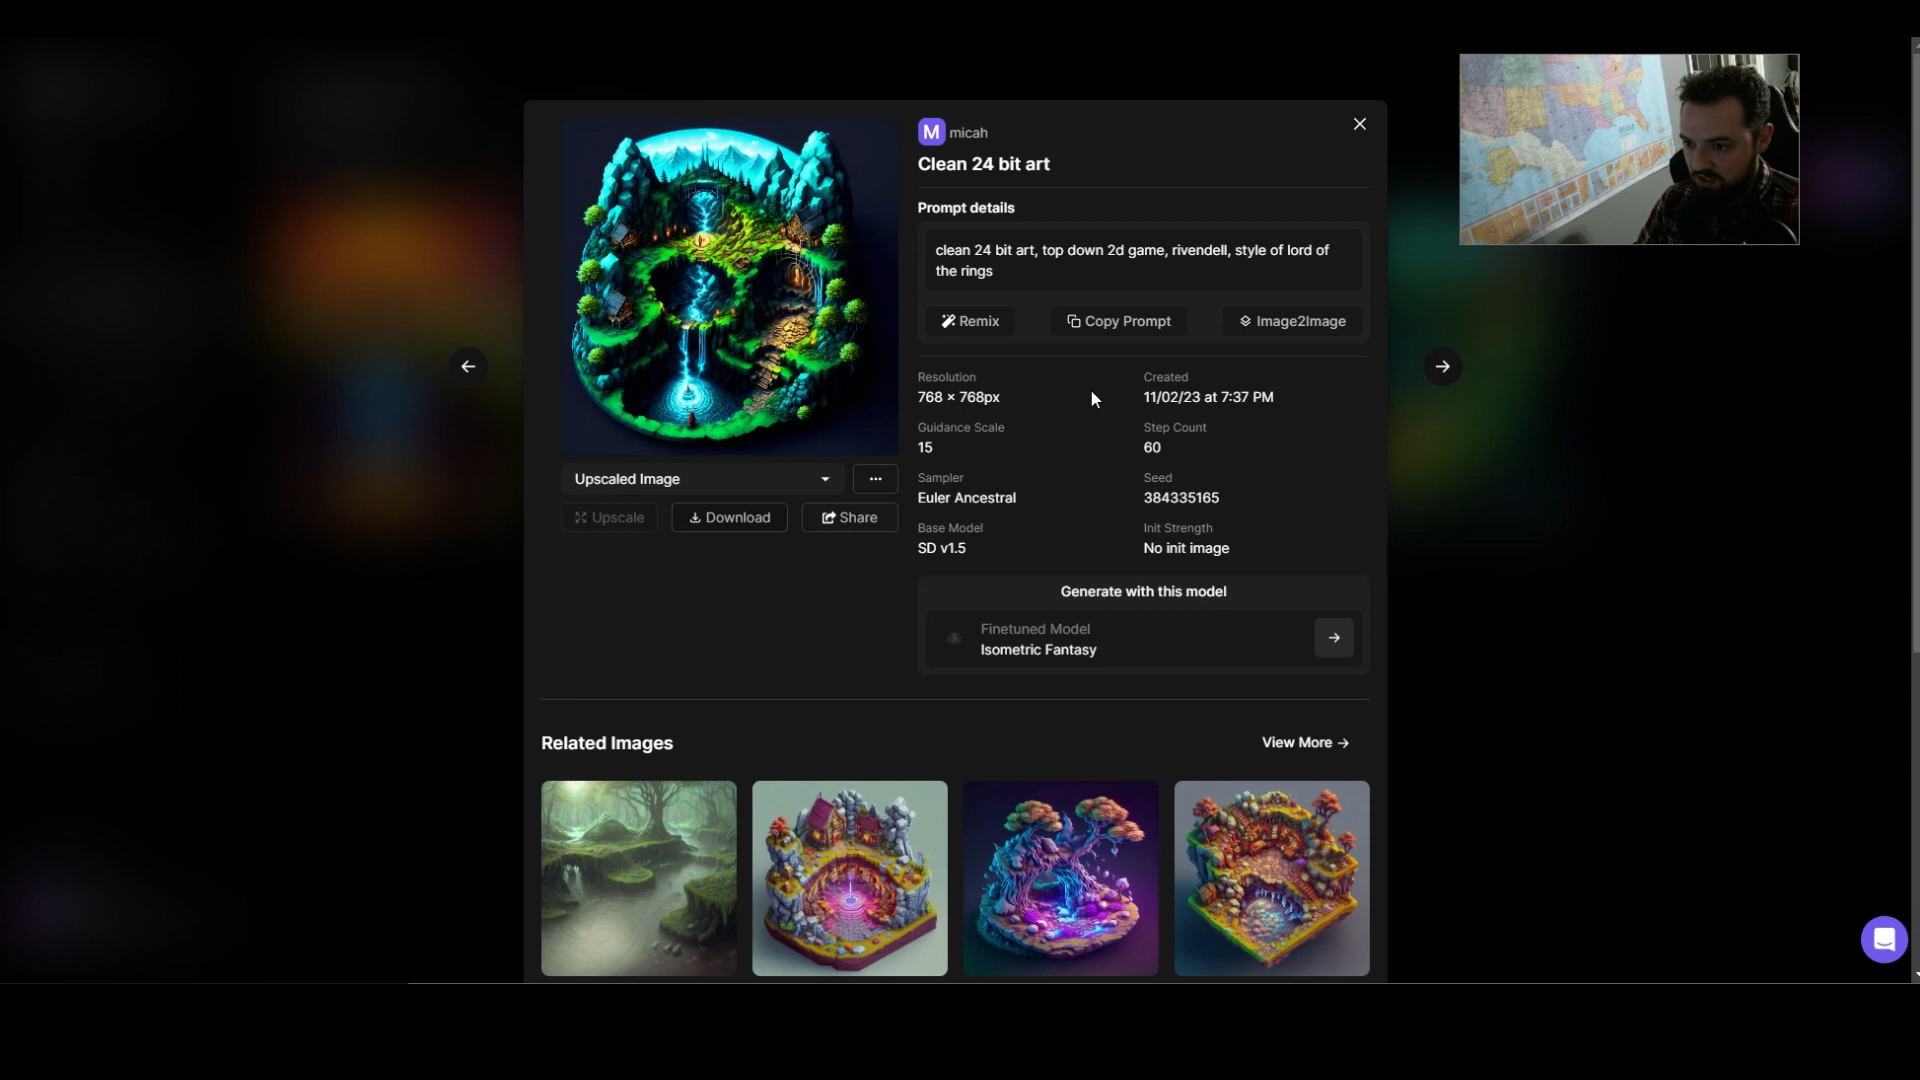 M micah
Clean 24 bit art
Prompt details
clean 24 bit art, top down 2d game, rivendell, style of lord of
the rings
Remix
Copy Prompt
Image2Image
Resolution
768 × 768px
Created
11/02/23 at 7:37 PM
Guidance Scale
15
Step Count
60
Upscaled Image
Sampler
Euler Ancestral
Seed
384335165
Upscale
Download
Share
Base Model
SD v1.5
Init Strength
No init image
Generate with this model
Finetuned Model
Isometric Fantasy
Related Images
View More →